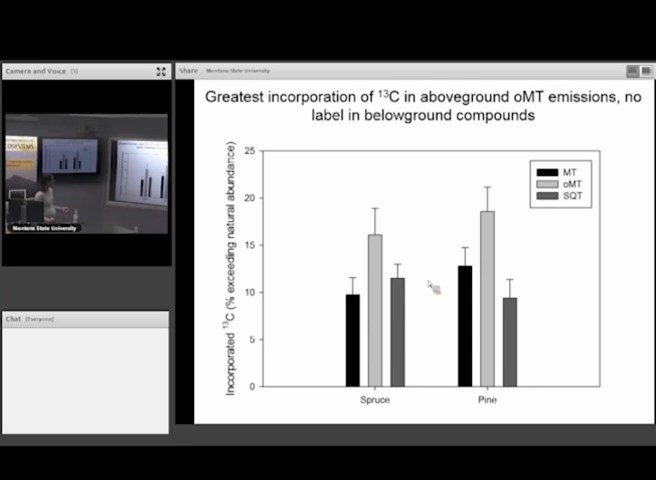 Camera and Voice (3)
Share - Montana State University
ECOSYSTEMS
Montana State University
Chat (Everyone)
Greatest incorporation of ¹³C in aboveground oMT emissions, no
label in belowground compounds
Incorporated ¹³C (% exceeding natural abundance)
25
20
15
10
5
0
MT
oMT
SQT
Spruce
Pine